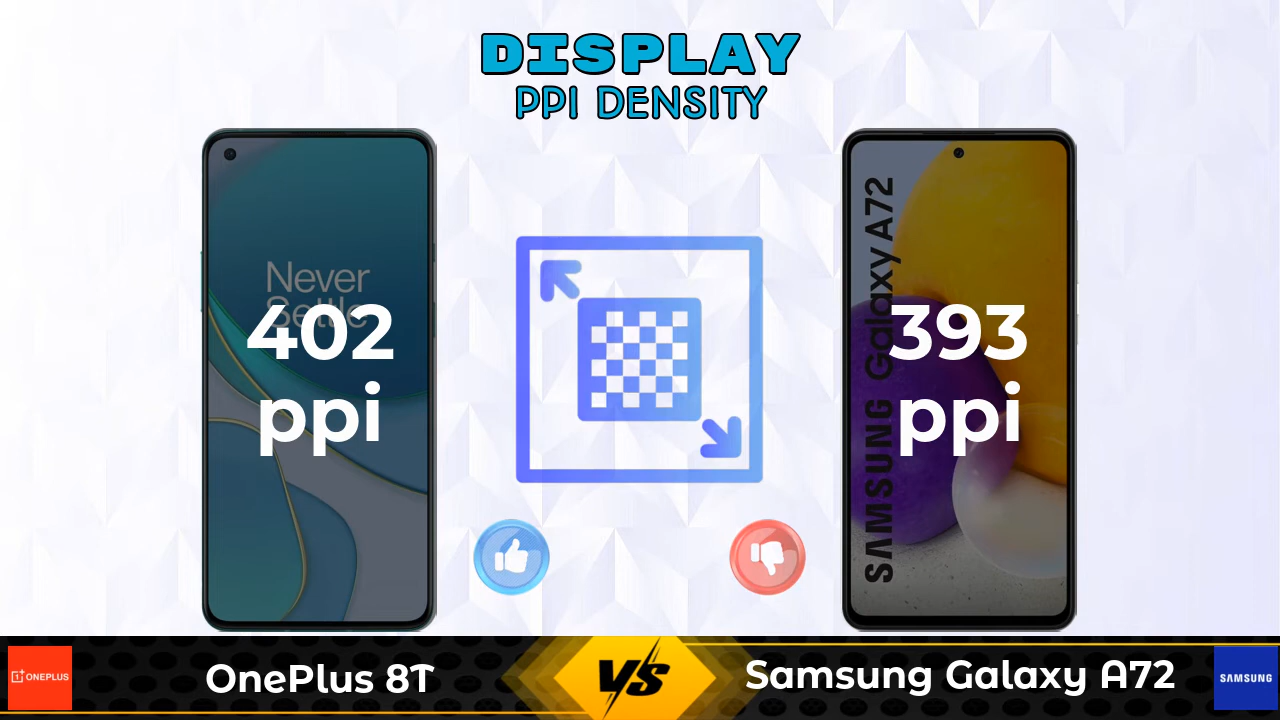 DISPLAY
PPI DENSITY
Never
Settle
402
ppi
SAMSUNG Galaxy A72
393
ppi
ONEPLUS
OnePlus 8T
VS
Samsung Galaxy A72
SAMSUNG